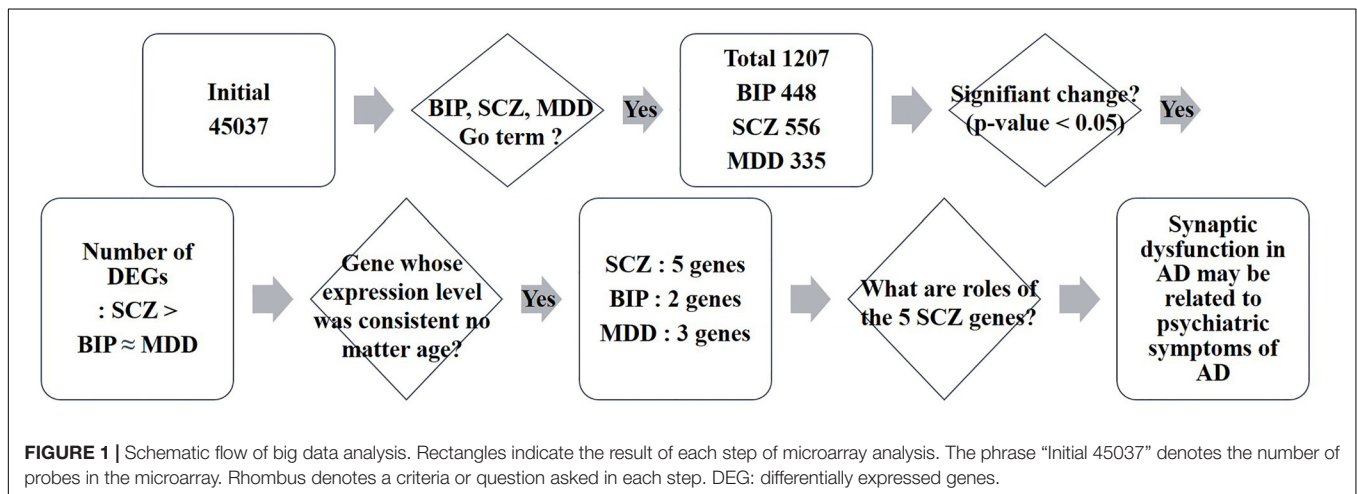 Initial
45037
BIP, SCZ, MDD
Go term ?
Yes
Total 1207
BIP 448
SCZ 556
MDD 335
Signifiant change?
(p-value < 0.05)
Yes
Number of
DEGs
: SCZ >
BIP ≈ MDD
Gene whose
expression level
was consistent no
matter age?
Yes
SCZ : 5 genes
BIP : 2 genes
MDD : 3 genes
What are roles of
the 5 SCZ genes?
Synaptic
dysfunction in
AD may be
related to
psychiatric
symptoms of
AD
FIGURE 1 | Schematic flow of big data analysis. Rectangles indicate the result of each step of microarray analysis. The phrase “Initial 45037” denotes the number of
probes in the microarray. Rhombus denotes a criteria or question asked in each step. DEG: differentially expressed genes.